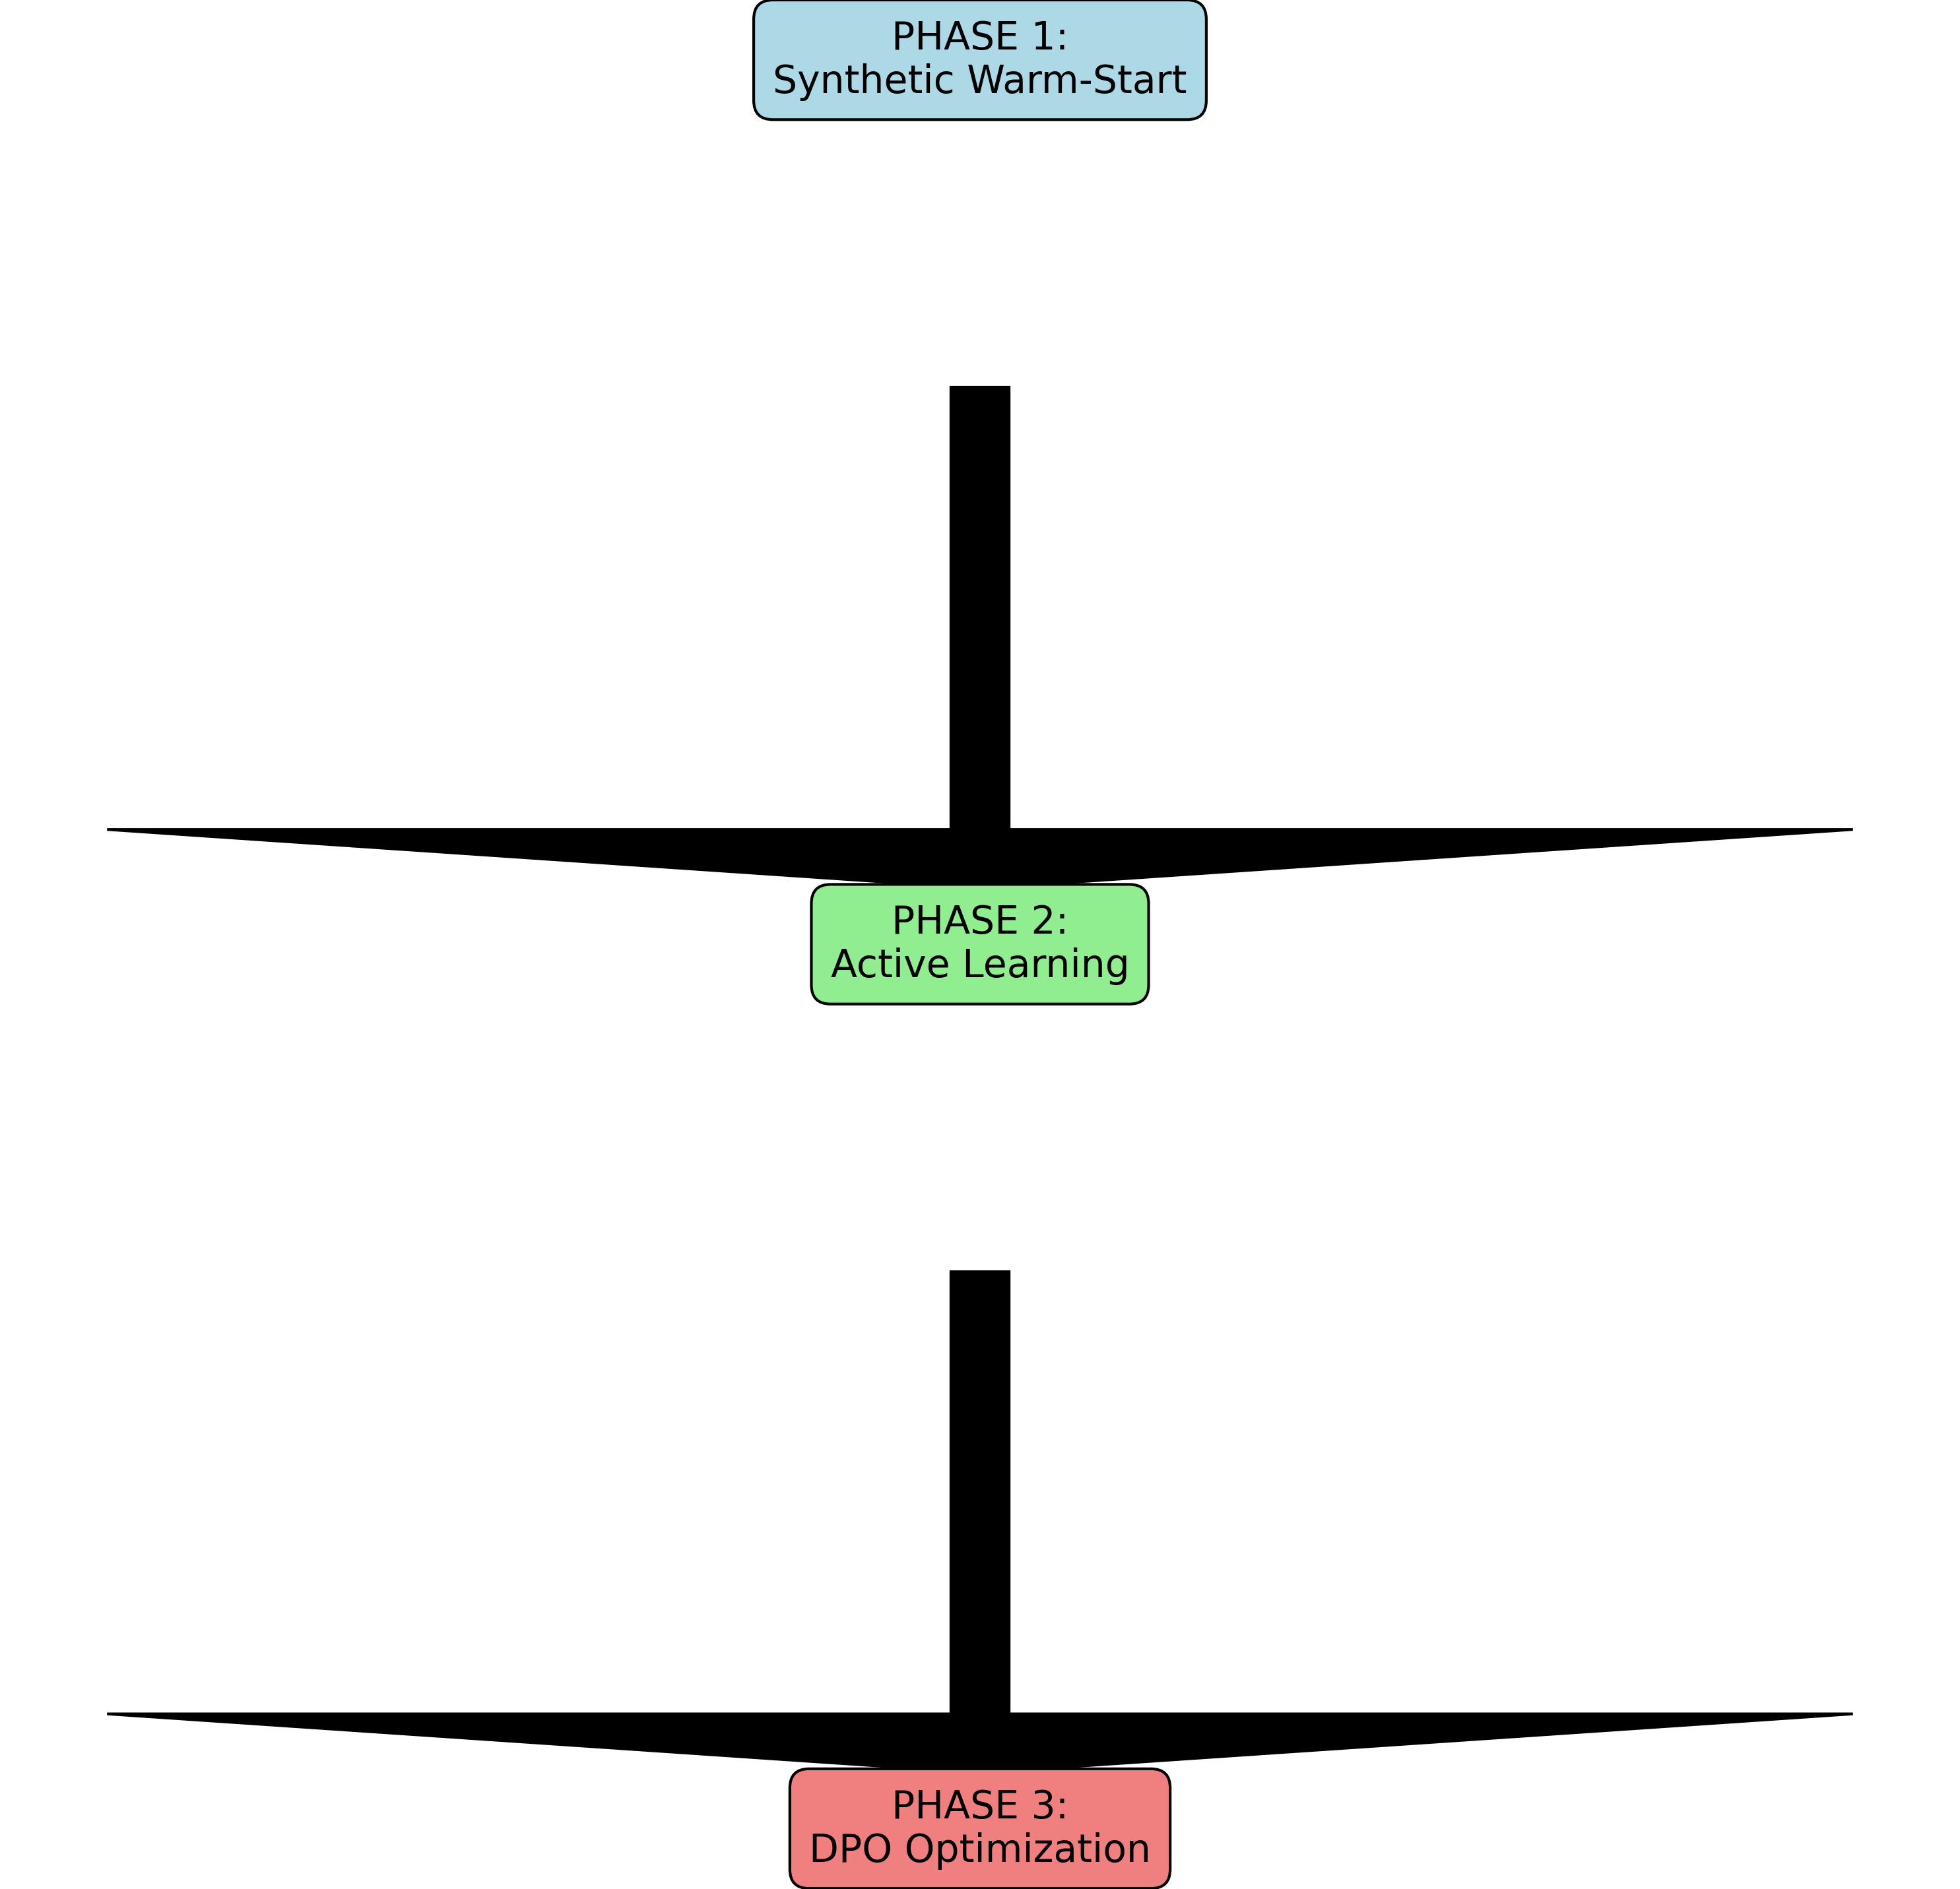 PHASE 1:
Synthetic Warm-Start
PHASE 2:
Active Learning
PHASE 3:
DPO Optimization